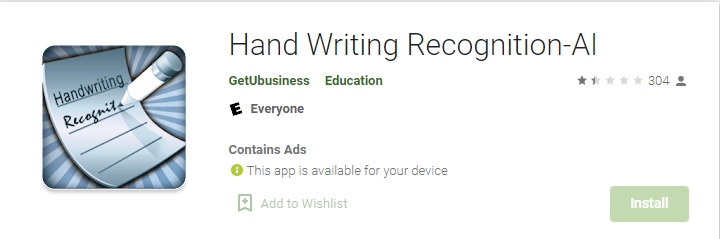 Handwriting
Recognit
Hand Writing Recognition-AI
GetUbusiness Education
304
E Everyone
Contains Ads
This app is available for your device
Add to Wishlist
Install